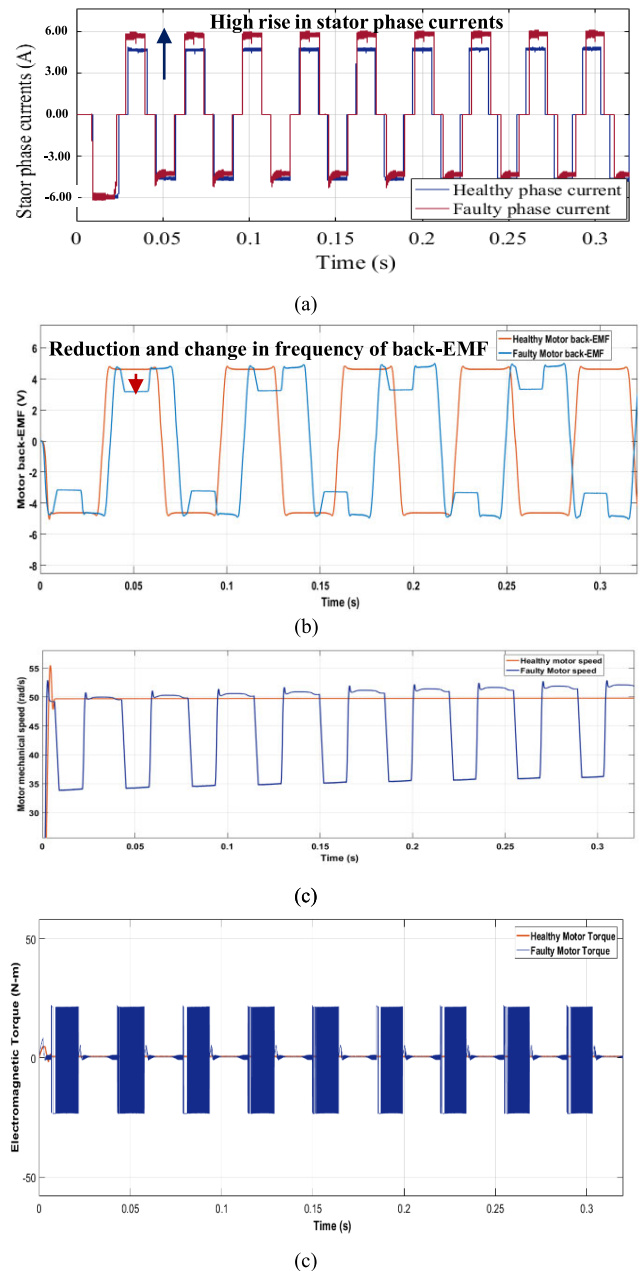 High rise in stator phase currents
Staor phase currents (A)
6.00
3.00
0.00
-3.00
-6.00
Healthy phase current
Faulty phase current
0 0.05 0.1 0.15 0.2 0.25 0.3
Time (s)
(a)
Reduction and change in frequency of back-EMF
Healthy Motor back-EMF
Faulty Motor back-EMF
Motor back-EMF (V)
6
4
2
0
-2
-4
-6
-8
0 0.05 0.1 0.15 0.2 0.25 0.3
Time (s)
(b)
Healthy motor speed
Faulty Motor speed
Motor mechanical speed (rad/s)
55
50
45
40
35
30
0 0.05 0.1 0.15 0.2 0.25 0.3
Time (s)
(c)
Healthy Motor Torque
Faulty Motor Torque
Electromagnetic Torque (N-m)
50
0
-50
0 0.05 0.1 0.15 0.2 0.25 0.3
Time (s)
(c)